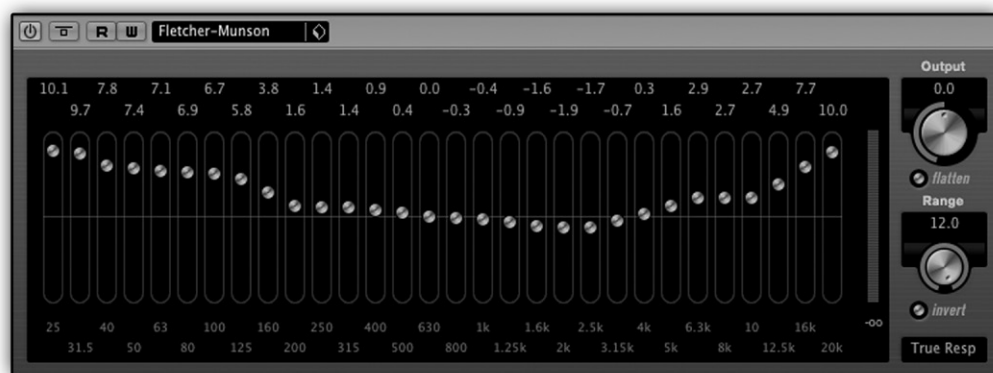 R W Fletcher-Munson
Output
10.1 7.8 7.1 6.7 3.8 1.4 0.9 0.0 -0.4 -1.6 -1.7 0.3 2.9 2.7 7.7
0.0
9.7 7.4 6.9 5.8 1.6 1.4 0.4 -0.3 -0.9 -1.9 -0.7 1.6 2.7 4.9 10.0
flatten
Range
12.0
invert
25 40 63 100 160 250 400 630 1k 1.6k 2.5k 4k 6.3k 10 16k
-oo
31.5 50 80 125 200 315 500 800 1.25k 2k 3.15k 5k 8k 12.5k 20k
True Resp